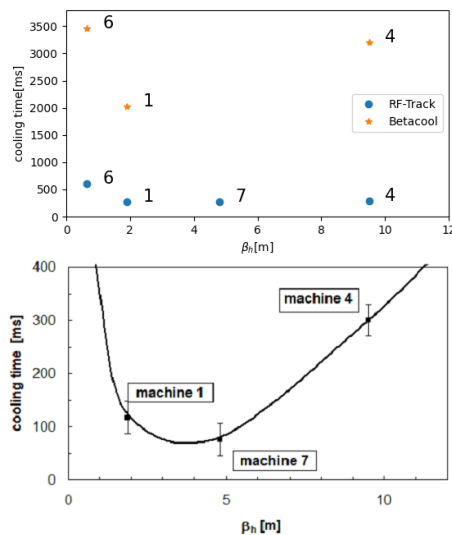 3500
3000
2500
2000
1500
1000
500
0
cooling time[ms]
6
4
1
RF-Track
Betacool
6
1
7
4
0 2 4 6 8 10 12
βh[m]
400
300
200
100
0
cooling time [ms]
machine 4
machine 1
machine 7
0 5 10
βh [m]